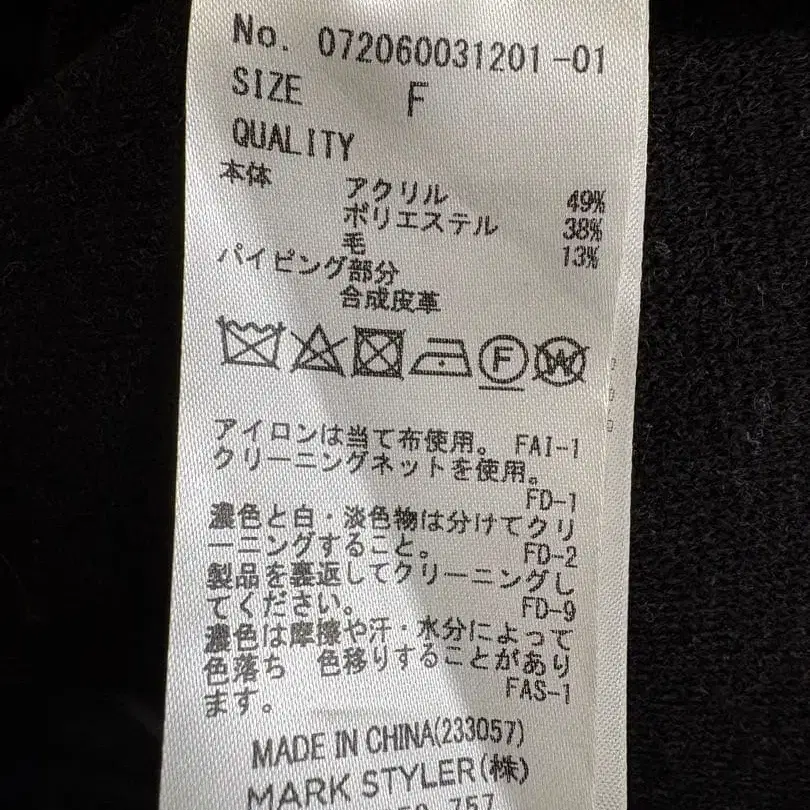 No. 072060031201-01
SIZE F
QUALITY
本体
アクリル 49%
ポリエステル 38%
毛 13%
パイピング部分
合成皮革
F W
アイロンは当て布使用。 FAI-1
クリーニングネットを使用。
FD-1
濃色と白・淡色物は分けてクリ
ーニングすること。 FD-2
製品を裏返してクリーニングし
てください。 FD-9
濃色は摩擦や汗・水分によって
色落ち 色移りすることがあり
ます。 FAS-1
MADE IN CHINA(233057)
MARK STYLER(株)
757